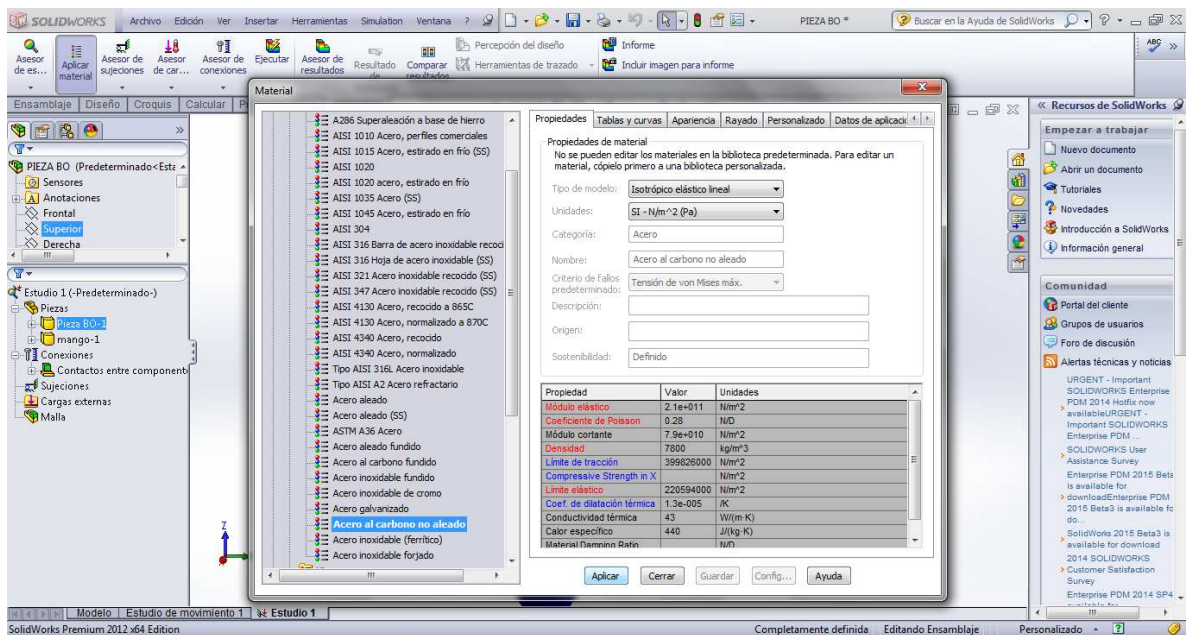 SOLIDWORKS Archivo Edición Ver Insertar Herramientas Simulation Ventana ? PIEZA BO * Buscar en la Ayuda de SolidWorks
Asesor de es...
Aplicar material
Asesor de sujeciones
Asesor de car...
Asesor de conexiones
Ejecutar
Asesor de resultados
Resultado de
Comparar resultados
Percepción del diseño
Herramientas de trazado
Informe
Incluir imagen para informe
Ensamblaje Diseño Croquis Calcular
PIEZA BO (Predeterminado<Esta
Sensores
Anotaciones
Frontal
Superior
Derecha
Estudio 1 (-Predeterminado-)
Piezas
Pieza BO-1
mango-1
Conexiones
Contactos entre component
Sujeciones
Cargas externas
Malla
Z
Material
A286 Superaleación a base de hierro
AISI 1010 Acero, perfiles comerciales
AISI 1015 Acero, estirado en frío (SS)
AISI 1020
AISI 1020 acero, estirado en frío
AISI 1035 Acero (SS)
AISI 1045 Acero, estirado en frío
AISI 304
AISI 316 Barra de acero inoxidable recoci
AISI 316 Hoja de acero inoxidable (SS)
AISI 321 Acero inoxidable recocido (SS)
AISI 347 Acero inoxidable recocido (SS)
AISI 4130 Acero, recocido a 865C
AISI 4130 Acero, normalizado a 870C
AISI 4340 Acero, recocido
AISI 4340 Acero, normalizado
Tipo AISI 316L Acero inoxidable
Tipo AISI A2 Acero refractario
Acero aleado
Acero aleado (SS)
ASTM A36 Acero
Acero aleado fundido
Acero al carbono fundido
Acero inoxidable fundido
Acero inoxidable de cromo
Acero galvanizado
Acero al carbono no aleado
Acero inoxidable (ferrítico)
Acero inoxidable forjado
Propiedades Tablas y curvas Apariencia Rayado Personalizado Datos de aplicació
Propiedades de material
No se pueden editar los materiales en la biblioteca predeterminada. Para editar un
material, cópielo primero a una biblioteca personalizada.
Tipo de modelo: Isotrópico elástico lineal
Unidades: SI - N/m^2 (Pa)
Categoría: Acero
Nombre: Acero al carbono no aleado
Criterio de fallos predeterminado: Tensión de von Mises máx.
Descripción:
Origen:
Sostenibilidad: Definido
Propiedad Valor Unidades
Módulo elástico 2.1e+011 N/m^2
Coeficiente de Poisson 0.28 N/D
Módulo cortante 7.9e+010 N/m^2
Densidad 7800 kg/m^3
Límite de tracción 399826000 N/m^2
Compressive Strength in X N/m^2
Límite elástico 220594000 N/m^2
Coef. de dilatación térmica 1.3e-005 /K
Conductividad térmica 43 W/(m·K)
Calor específico 440 J/(kg·K)
Material Damping Ratio N/D
Aplicar Cerrar Guardar Config... Ayuda
ABC
Recursos de SolidWorks
Empezar a trabajar
Nuevo documento
Abrir un documento
Tutoriales
Novedades
Introducción a SolidWorks
Información general
Comunidad
Portal del cliente
Grupos de usuarios
Foro de discusión
Alertas técnicas y noticias
URGENT - Important
SOLIDWORKS Enterprise
PDM 2014 Hotfix now
availableURGENT -
Important SOLIDWORKS
Enterprise PDM ...
SOLIDWORKS User
Assistance Survey
Enterprise PDM 2015 Beta
is available for
downloadEnterprise PDM
2015 Beta3 is available fo
do...
SolidWorks 2015 Beta3 is
available for download
2014 SOLIDWORKS
Customer Satisfaction
Survey
Enterprise PDM 2014 SP4
Modelo Estudio de movimiento 1 Estudio 1
SolidWorks Premium 2012 x64 Edition Completamente definida Editando Ensamblaje Personalizado